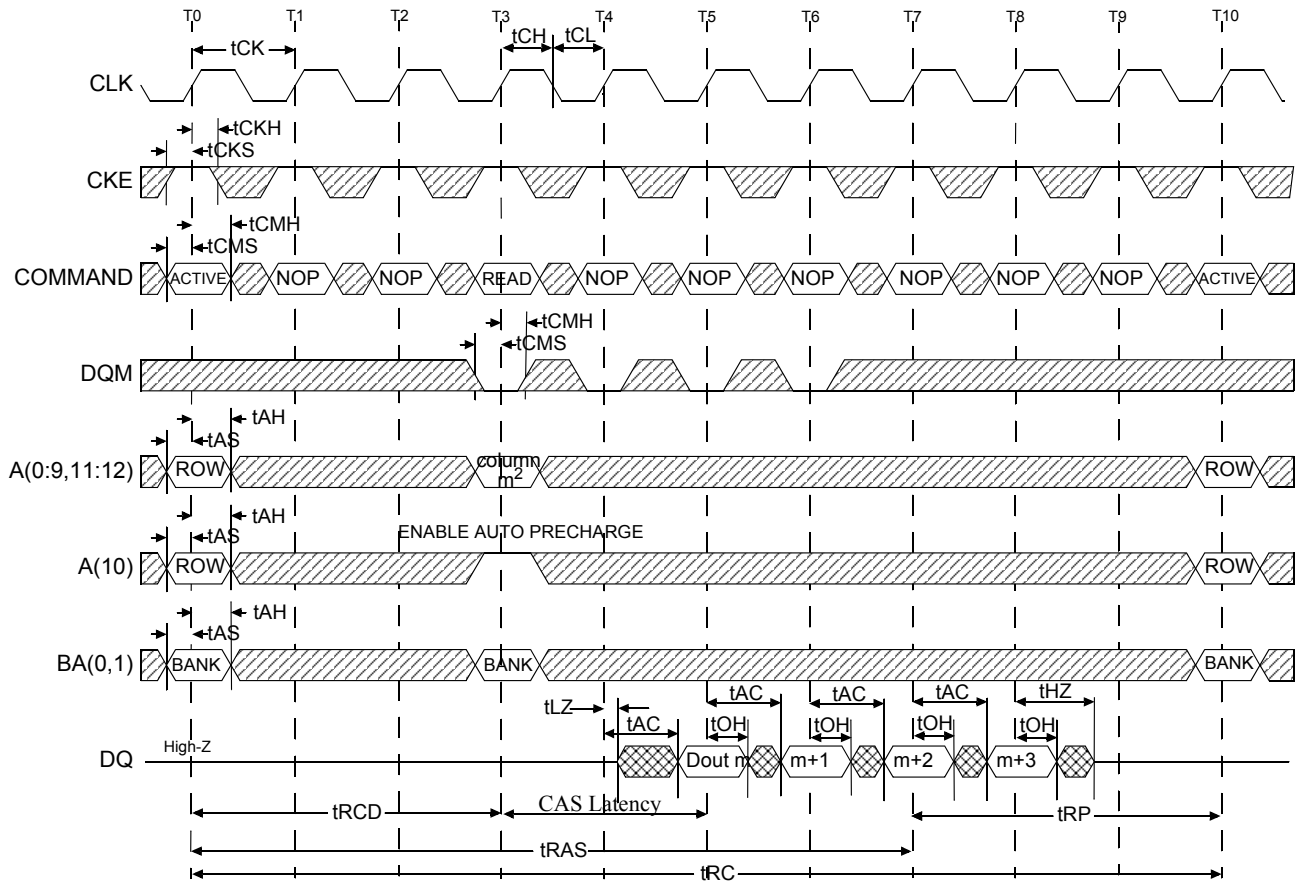 T0 T1 T2 T3 T4 T5 T6 T7 T8 T9 T10
tCK tCH tCL
CLK
tCKH
tCKS
CKE
tCMH
tCMS
COMMAND ACTIVE NOP NOP READ NOP NOP NOP NOP NOP NOP ACTIVE
tCMH
tCMS
DQM
tAH
tAS
A(0:9,11:12) ROW column m² ROW
tAH
ENABLE AUTO PRECHARGE
tAS
A(10) ROW ROW
tAH
tAS
BA(0,1) BANK BANK BANK
tLZ tAC tAC tAC tHZ
tAC tOH tOH tOH tOH
High-Z
DQ Dout m m+1 m+2 m+3
tRCD CAS Latency tRP
tRAS
tRC